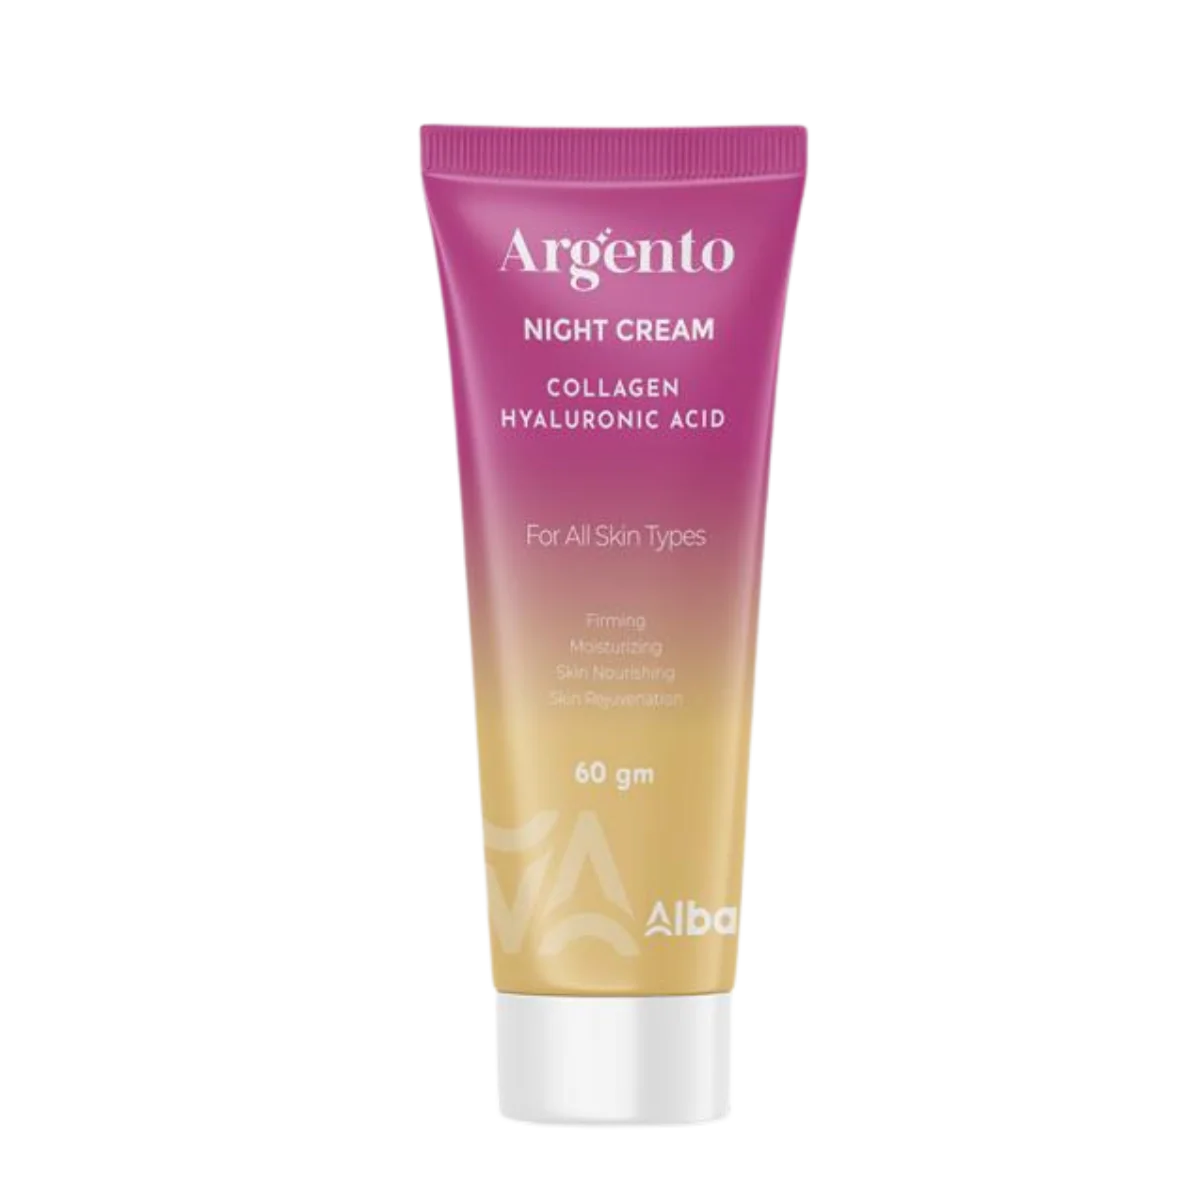 Argento
NIGHT CREAM
COLLAGEN
HYALURONIC ACID
For All Skin Types
Firming
Moisturizing
Skin Nourishing
Skin Rejuvenation
60 gm
Alba